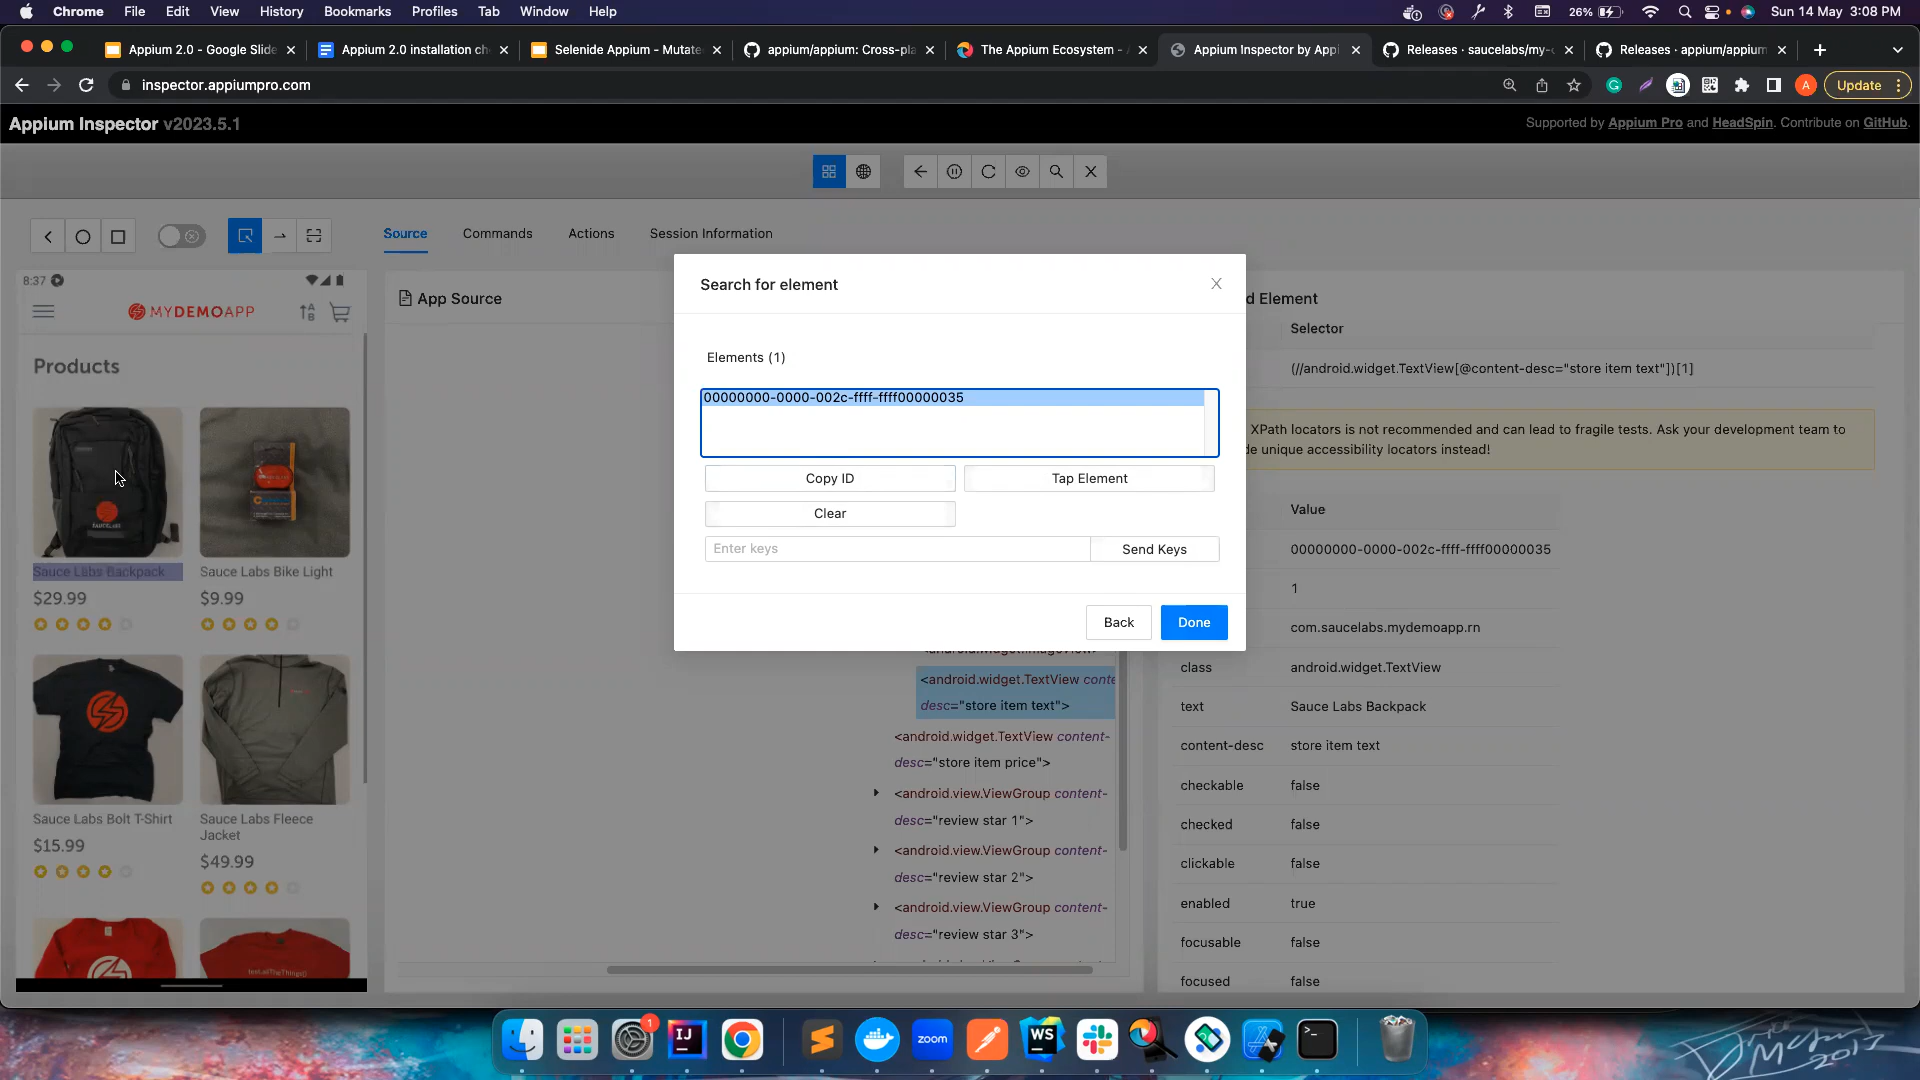 Chrome File Edit View History Bookmarks Profiles Tab Window Help
26% Sun 14 May 3:08 PM
Appium 2.0 - Google Slide
Appium 2.0 installation ch
Selenide Appium - Mutate
appium/appium: Cross-pla
The Appium Ecosystem -
Appium Inspector by Appi
Releases · saucelabs/my-
Releases · appium/appium
inspector.appiumpro.com
A
Update
Appium Inspector v2023.5.1
Supported by Appium Pro and HeadSpin. Contribute on GitHub.
Source Commands Actions Session Information
8:37
MYDEMOAPP
Products
Sauce Labs Backpack
$29.99
Sauce Labs Bike Light
$9.99
Sauce Labs Bolt T-Shirt
$15.99
Sauce Labs Fleece
Jacket
$49.99
App Source
Search for element
Elements (1)
00000000-0000-002c-ffff-ffff00000035
Copy ID
Tap Element
Clear
Enter keys
Send Keys
Back
Done
<android.widget.TextView conte
desc="store item text">
<android.widget.TextView content-
desc="store item price">
<android.view.ViewGroup content-
desc="review star 1">
<android.view.ViewGroup content-
desc="review star 2">
<android.view.ViewGroup content-
desc="review star 3">
d Element
Selector
(//android.widget.TextView[@content-desc="store item text"])[1]
XPath locators is not recommended and can lead to fragile tests. Ask your development team to
de unique accessibility locators instead!
Value
00000000-0000-002c-ffff-ffff00000035
1
com.saucelabs.mydemoapp.rn
class android.widget.TextView
text Sauce Labs Backpack
content-desc store item text
checkable false
checked false
clickable false
enabled true
focusable false
focused false
1
IJ
zoom
WS
2017